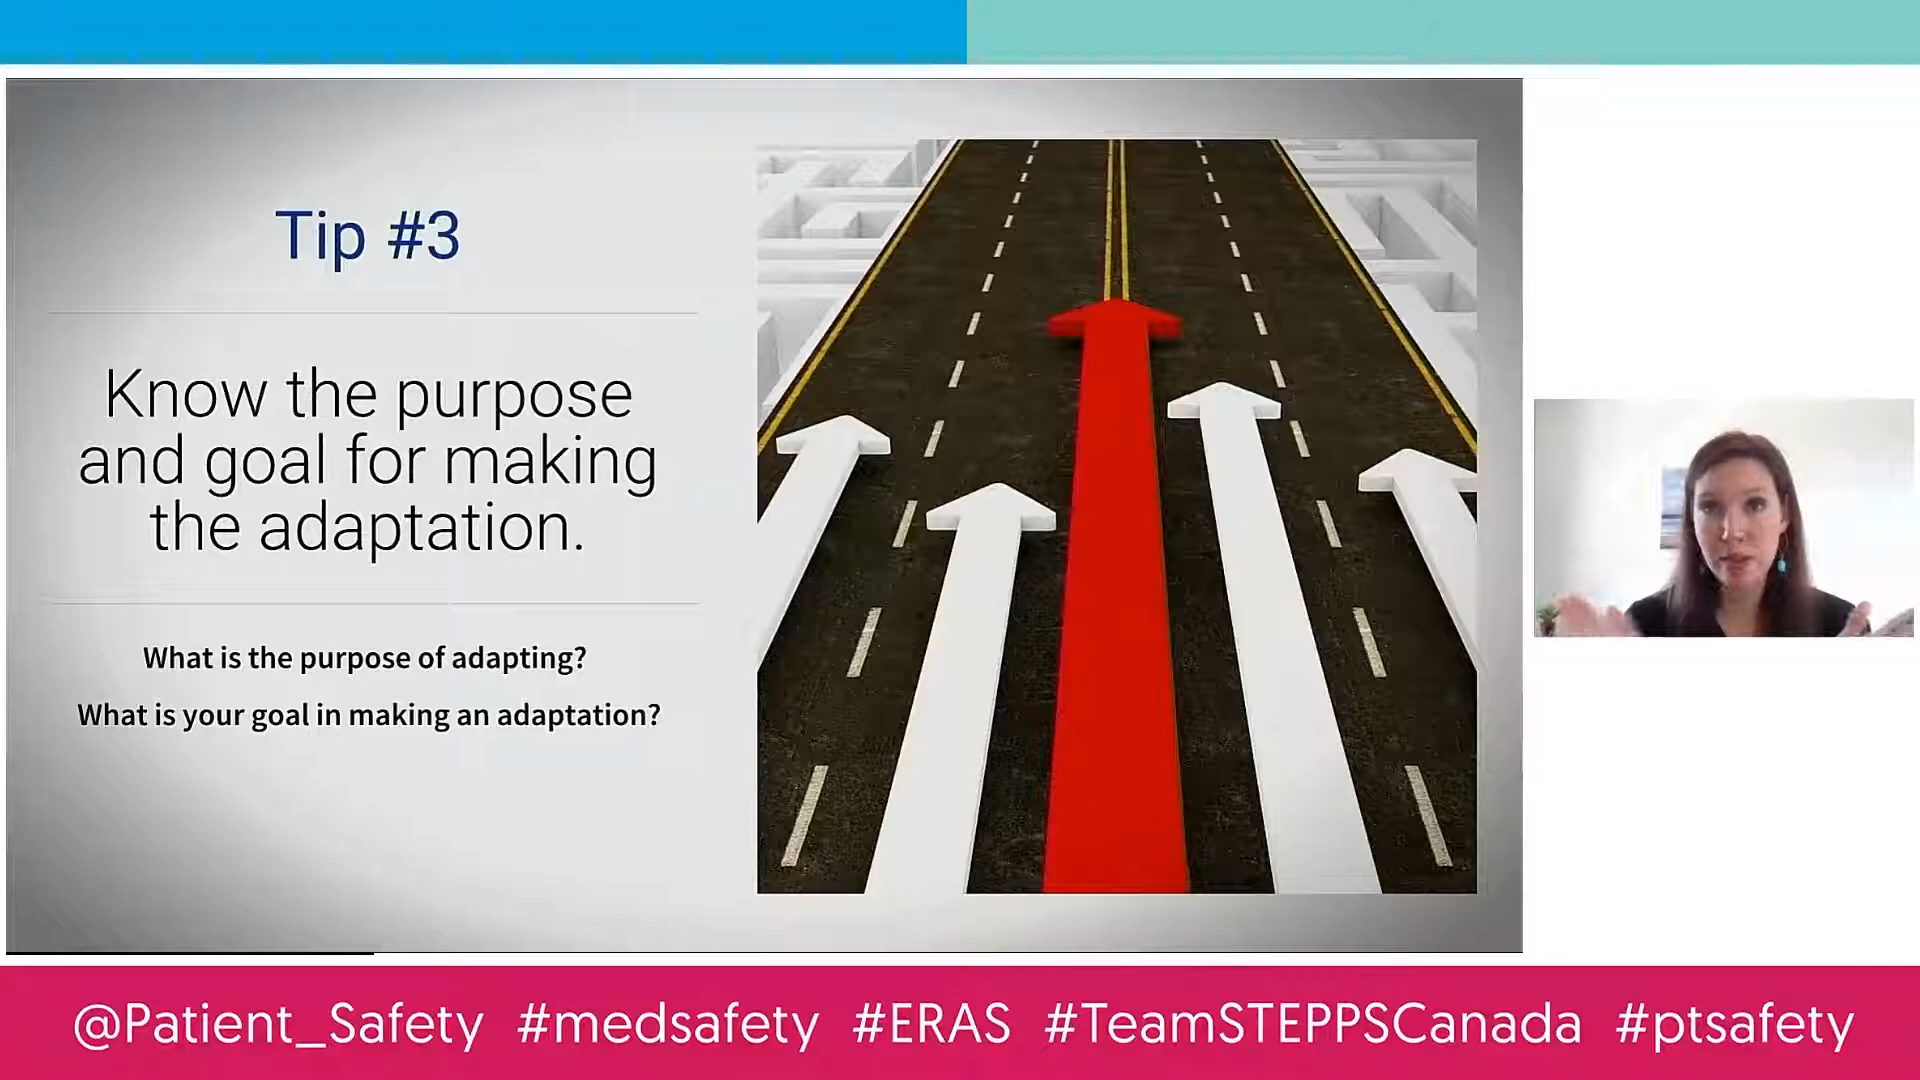 Tip #3
Know the purpose
and goal for making
the adaptation.
What is the purpose of adapting?
What is your goal in making an adaptation?
@Patient_Safety #medsafety #ERAS #TeamSTEPPSCanada #ptsafety